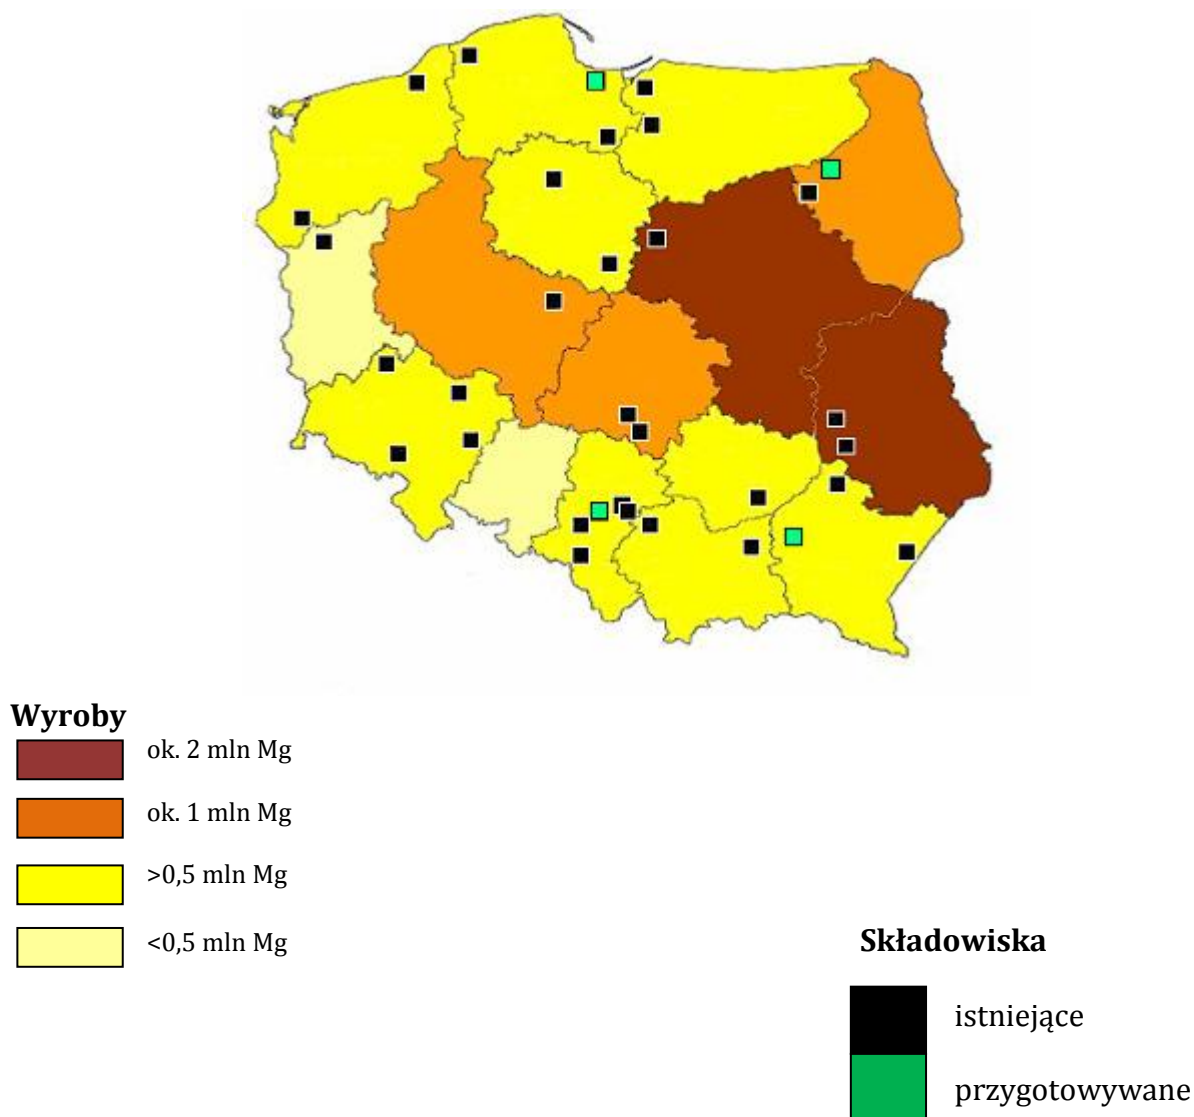 Wyroby
ok. 2 mln Mg
ok. 1 mln Mg
>0,5 mln Mg
<0,5 mln Mg
Składowiska
istniejące
przygotowywane